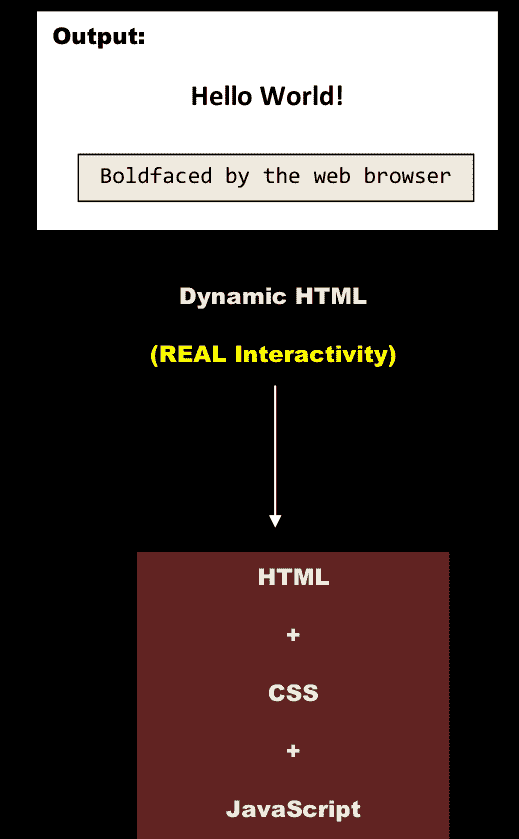 Output:
Hello World!
Boldfaced by the web browser
Dynamic HTML
(REAL Interactivity)
HTML
+
CSS
+
JavaScript